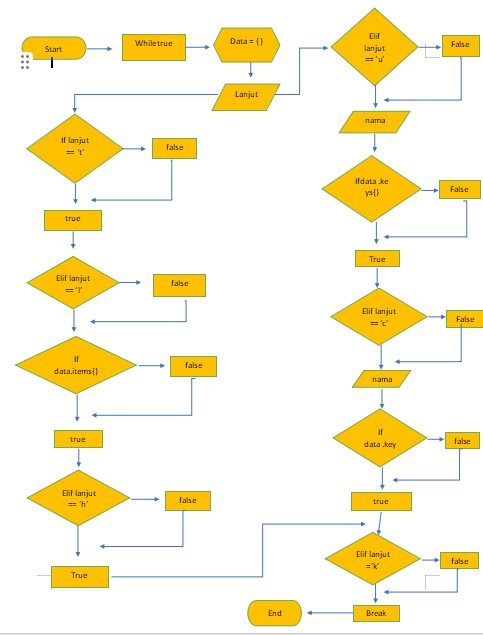 Start
Whiletrue
Data = { }
Lanjut
If lanjut
== 't'
false
true
Elif lanjut
== 'l'
false
If
data.items{}
false
true
Elif lanjut
== 'h'
false
True
Elif
lanjut
== 'u'
False
nama
Ifdata .ke
ys{}
False
True
Elif lanjut
== 'c'
False
nama
If
data .key
false
true
Elif lanjut
='k'
false
Break
End